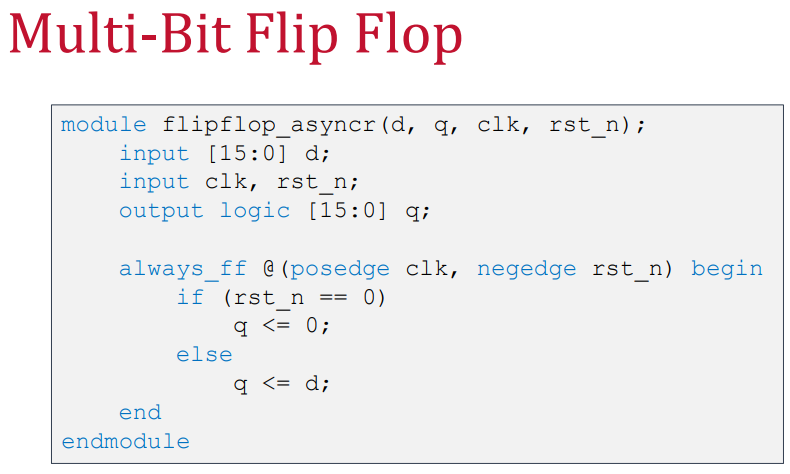 Multi-Bit Flip Flop
module flipflop_asyncr(d, q, clk, rst_n);
    input [15:0] d;
    input clk, rst_n;
    output logic [15:0] q;

    always_ff @(posedge clk, negedge rst_n) begin
        if (rst_n == 0)
            q <= 0;
        else
            q <= d;
    end
endmodule